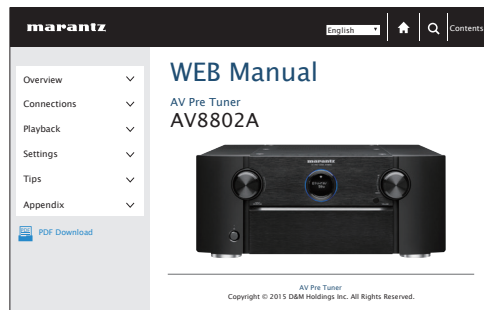 marantz
English
Contents
Overview
Connections
Playback
Settings
Tips
Appendix
PDF Download
WEB Manual
AV Pre Tuner
AV8802A
marantz
AV Pre Tuner
Copyright © 2015 D&M Holdings Inc. All Rights Reserved.